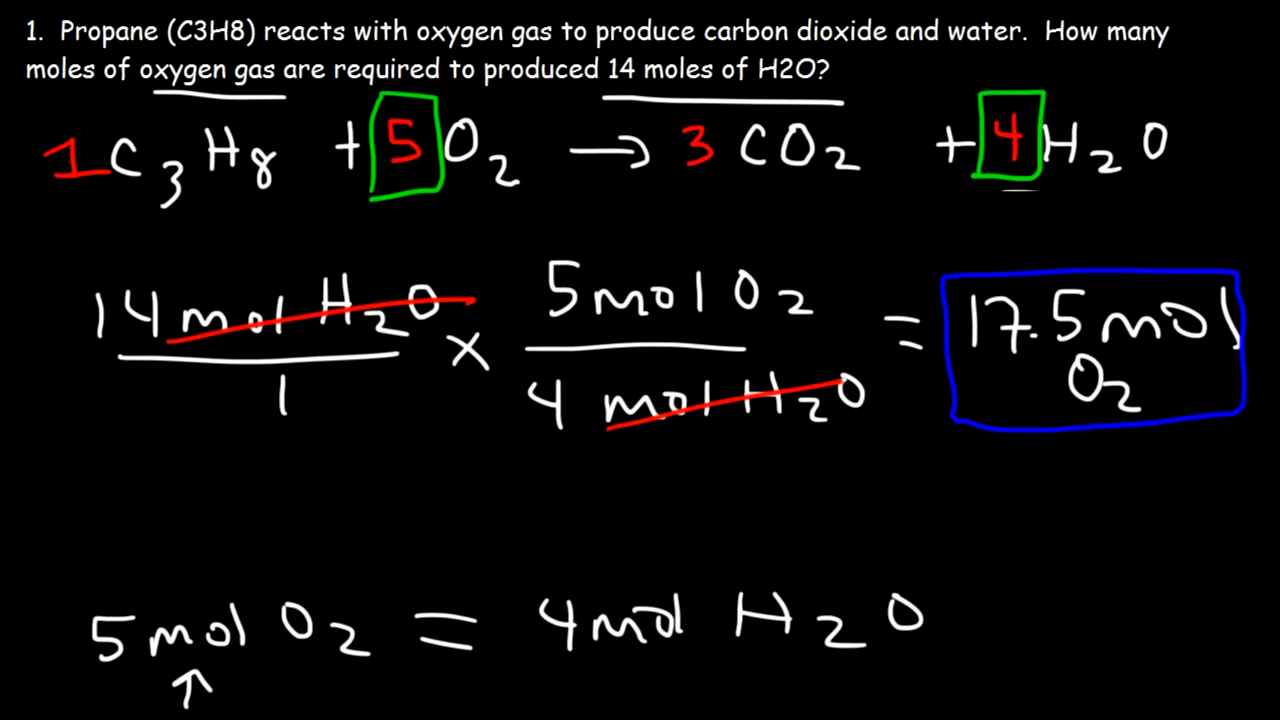 1. Propane (C3H8) reacts with oxygen gas to produce carbon dioxide and water. How many
moles of oxygen gas are required to produced 14 moles of H2O?
1C₃H₈ + 5O₂ → 3CO₂ + 4H₂O
14 mol H₂O / 1 × 5 mol O₂ / 4 mol H₂O = 17.5 mol
O₂
5 mol O₂ = 4 mol H₂O
↑